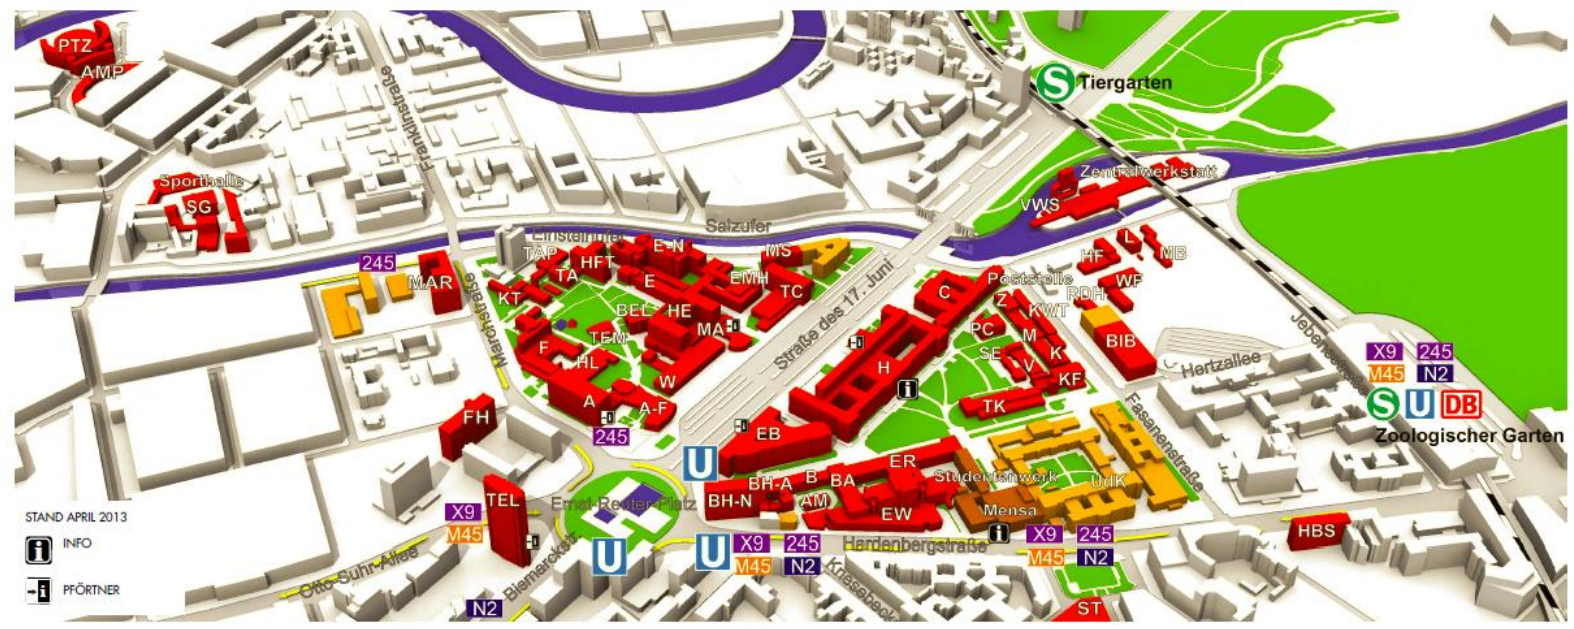 PTZ
AMP
Franklinstraße
S Tiergarten
Sporthalle
SG
Zentralwerkstatt
VWS
Salzufer
Einsteinufer
TAP
HFT
E-N
MS
L
HF
MB
245
MAR
TA
E
EMH
TC
Straße des 17. Juni
C
Poststelle
WF
RDH
KT
Marchstraße
BEL
HE
MA
Z
KWT
PC
M
BIB
TEM
F
HL
W
H
SE
V
K
KF
Hertzallee
Jebensstraße
X9 245
M45 N2
S U DB
Zoologischer Garten
A
A-F
245
FH
EB
TK
Fasanenstraße
U
BH-A
BH-N
B
BA
ER
AM
EW
Studentenwerk
Mensa
UdK
TEL
X9
M45
Ernst-Reuter-Platz
HBS
STAND APRIL 2013
INFO
PFÖRTNER
U
U
X9 245
M45 N2
Hardenbergstraße
X9 245
M45 N2
Otto-Suhr-Allee
Bismarckstr.
N2
ST